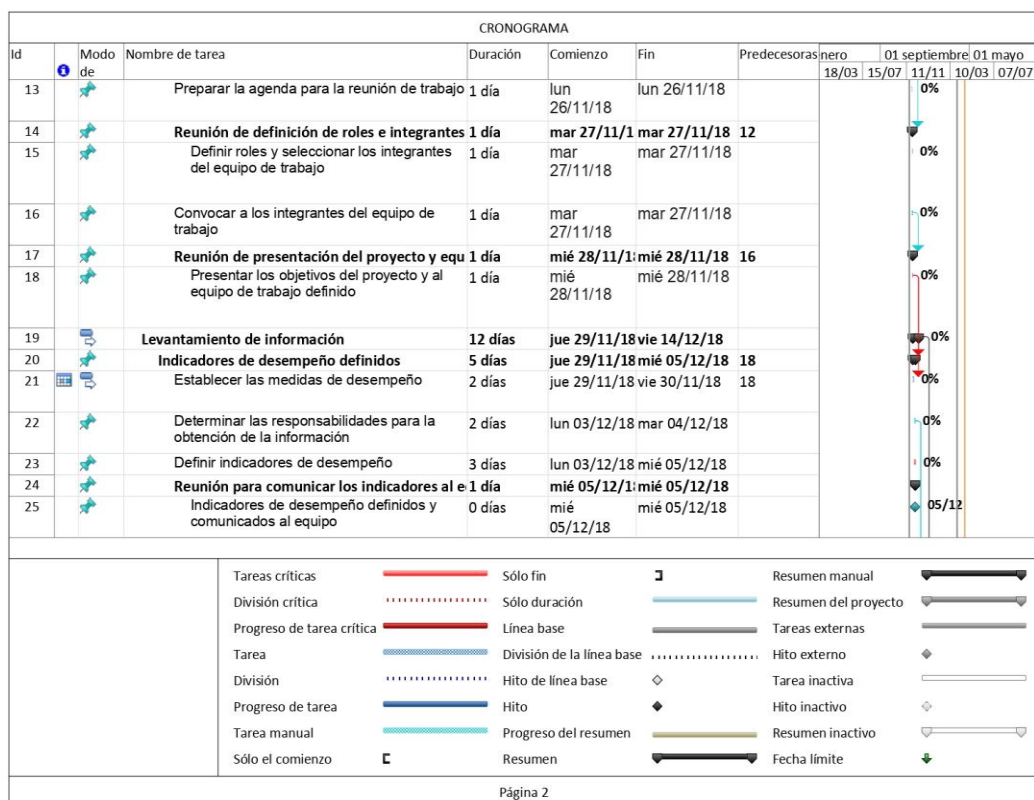 CRONOGRAMA
Id Modo de Nombre de tarea Duración Comienzo Fin Predecesoras nero 01 septiembre 01 mayo
18/03 15/07 11/11 10/03 07/07
13 Preparar la agenda para la reunión de trabajo 1 día lun 26/11/18 lun 26/11/18 0%
14 Reunión de definición de roles e integrantes 1 día mar 27/11/1 mar 27/11/18 12
15 Definir roles y seleccionar los integrantes 1 día mar mar 27/11/18 0%
del equipo de trabajo 27/11/18
16 Convocar a los integrantes del equipo de 1 día mar mar 27/11/18 0%
trabajo 27/11/18
17 Reunión de presentación del proyecto y equ 1 día mié 28/11/1 mié 28/11/18 16
18 Presentar los objetivos del proyecto y al 1 día mié mié 28/11/18 0%
equipo de trabajo definido 28/11/18
19 Levantamiento de información 12 días jue 29/11/18 vie 14/12/18 0%
20 Indicadores de desempeño definidos 5 días jue 29/11/18 mié 05/12/18 18
21 Establecer las medidas de desempeño 2 días jue 29/11/18 vie 30/11/18 18 0%
22 Determinar las responsabilidades para la 2 días lun 03/12/18 mar 04/12/18 0%
obtención de la información
23 Definir indicadores de desempeño 3 días lun 03/12/18 mié 05/12/18 0%
24 Reunión para comunicar los indicadores al e 1 día mié 05/12/1 mié 05/12/18
25 Indicadores de desempeño definidos y 0 días mié mié 05/12/18 05/12
comunicados al equipo 05/12/18
Tareas críticas Sólo fin Resumen manual
División crítica Sólo duración Resumen del proyecto
Progreso de tarea crítica Línea base Tareas externas
Tarea División de la línea base Hito externo
División Hito de línea base Tarea inactiva
Progreso de tarea Hito Hito inactivo
Tarea manual Progreso del resumen Resumen inactivo
Sólo el comienzo Resumen Fecha límite
Página 2